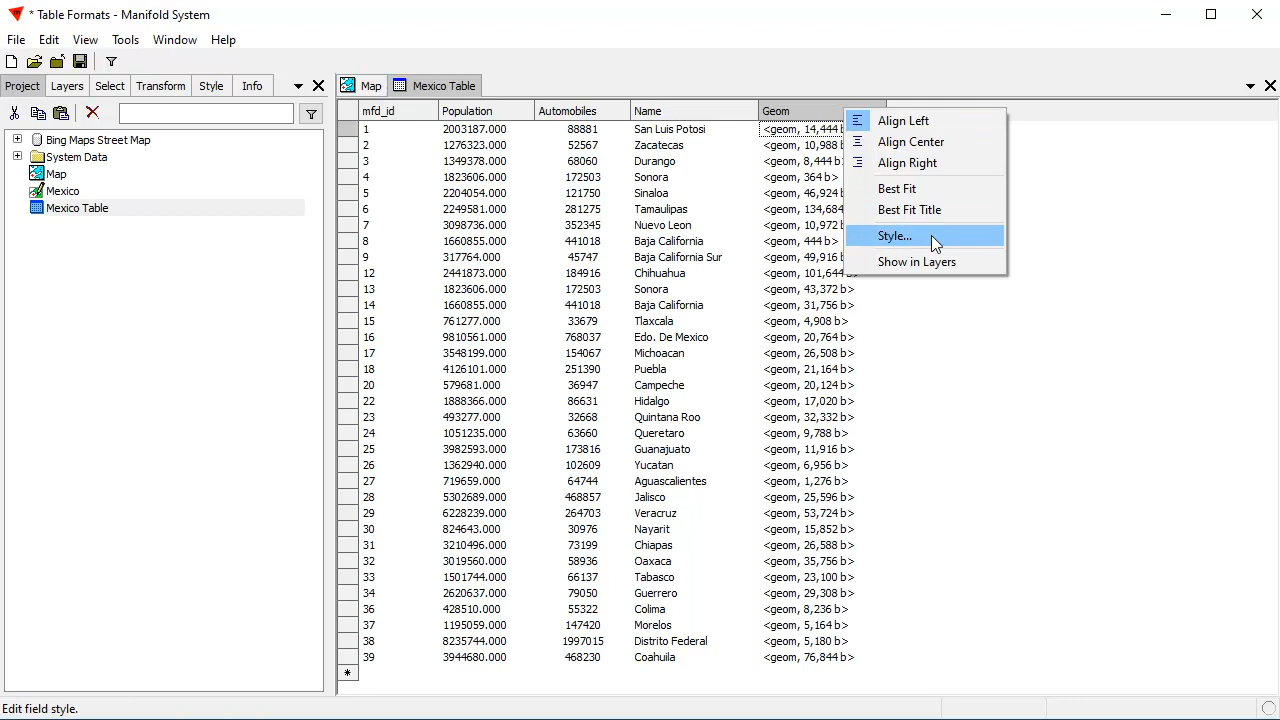 * Table Formats - Manifold System
File Edit View Tools Window Help
Project Layers Select Transform Style Info
Map Mexico Table
Bing Maps Street Map
System Data
Map
Mexico
Mexico Table
mfd_id Population Automobiles Name Geom
1 2003187.000 88881 San Luis Potosi <geom, 14,444 b
2 1276323.000 52567 Zacatecas <geom, 10,988 b
3 1349378.000 68060 Durango <geom, 8,444 b
4 1823606.000 172503 Sonora <geom, 364 b>
5 2204054.000 121750 Sinaloa <geom, 46,924 b
6 2249581.000 281275 Tamaulipas <geom, 134,684
7 3098736.000 352345 Nuevo Leon <geom, 10,972 b
8 1660855.000 441018 Baja California <geom, 444 b>
9 317764.000 45747 Baja California Sur <geom, 49,916 b
12 2441873.000 184916 Chihuahua <geom, 101,644 b>
13 1823606.000 172503 Sonora <geom, 43,372 b>
14 1660855.000 441018 Baja California <geom, 31,756 b>
15 761277.000 33679 Tlaxcala <geom, 4,908 b>
16 9810561.000 768037 Edo. De Mexico <geom, 20,764 b>
17 3548199.000 154067 Michoacan <geom, 26,508 b>
18 4126101.000 251390 Puebla <geom, 21,164 b>
20 579681.000 36947 Campeche <geom, 20,124 b>
22 1888366.000 86631 Hidalgo <geom, 17,020 b>
23 493277.000 32668 Quintana Roo <geom, 32,332 b>
24 1051235.000 63660 Queretaro <geom, 9,788 b>
25 3982593.000 173816 Guanajuato <geom, 11,916 b>
26 1362940.000 102609 Yucatan <geom, 6,956 b>
27 719659.000 64744 Aguascalientes <geom, 1,276 b>
28 5302689.000 468857 Jalisco <geom, 25,596 b>
29 6228239.000 264703 Veracruz <geom, 53,724 b>
30 824643.000 30976 Nayarit <geom, 15,852 b>
31 3210496.000 73199 Chiapas <geom, 26,588 b>
32 3019560.000 58936 Oaxaca <geom, 35,756 b>
33 1501744.000 66137 Tabasco <geom, 23,100 b>
34 2620637.000 79050 Guerrero <geom, 29,308 b>
36 428510.000 55322 Colima <geom, 8,236 b>
37 1195059.000 147420 Morelos <geom, 5,164 b>
38 8235744.000 1997015 Distrito Federal <geom, 5,180 b>
39 3944680.000 468230 Coahuila <geom, 76,844 b>
*
Align Left
Align Center
Align Right
Best Fit
Best Fit Title
Style...
Show in Layers
Edit field style.